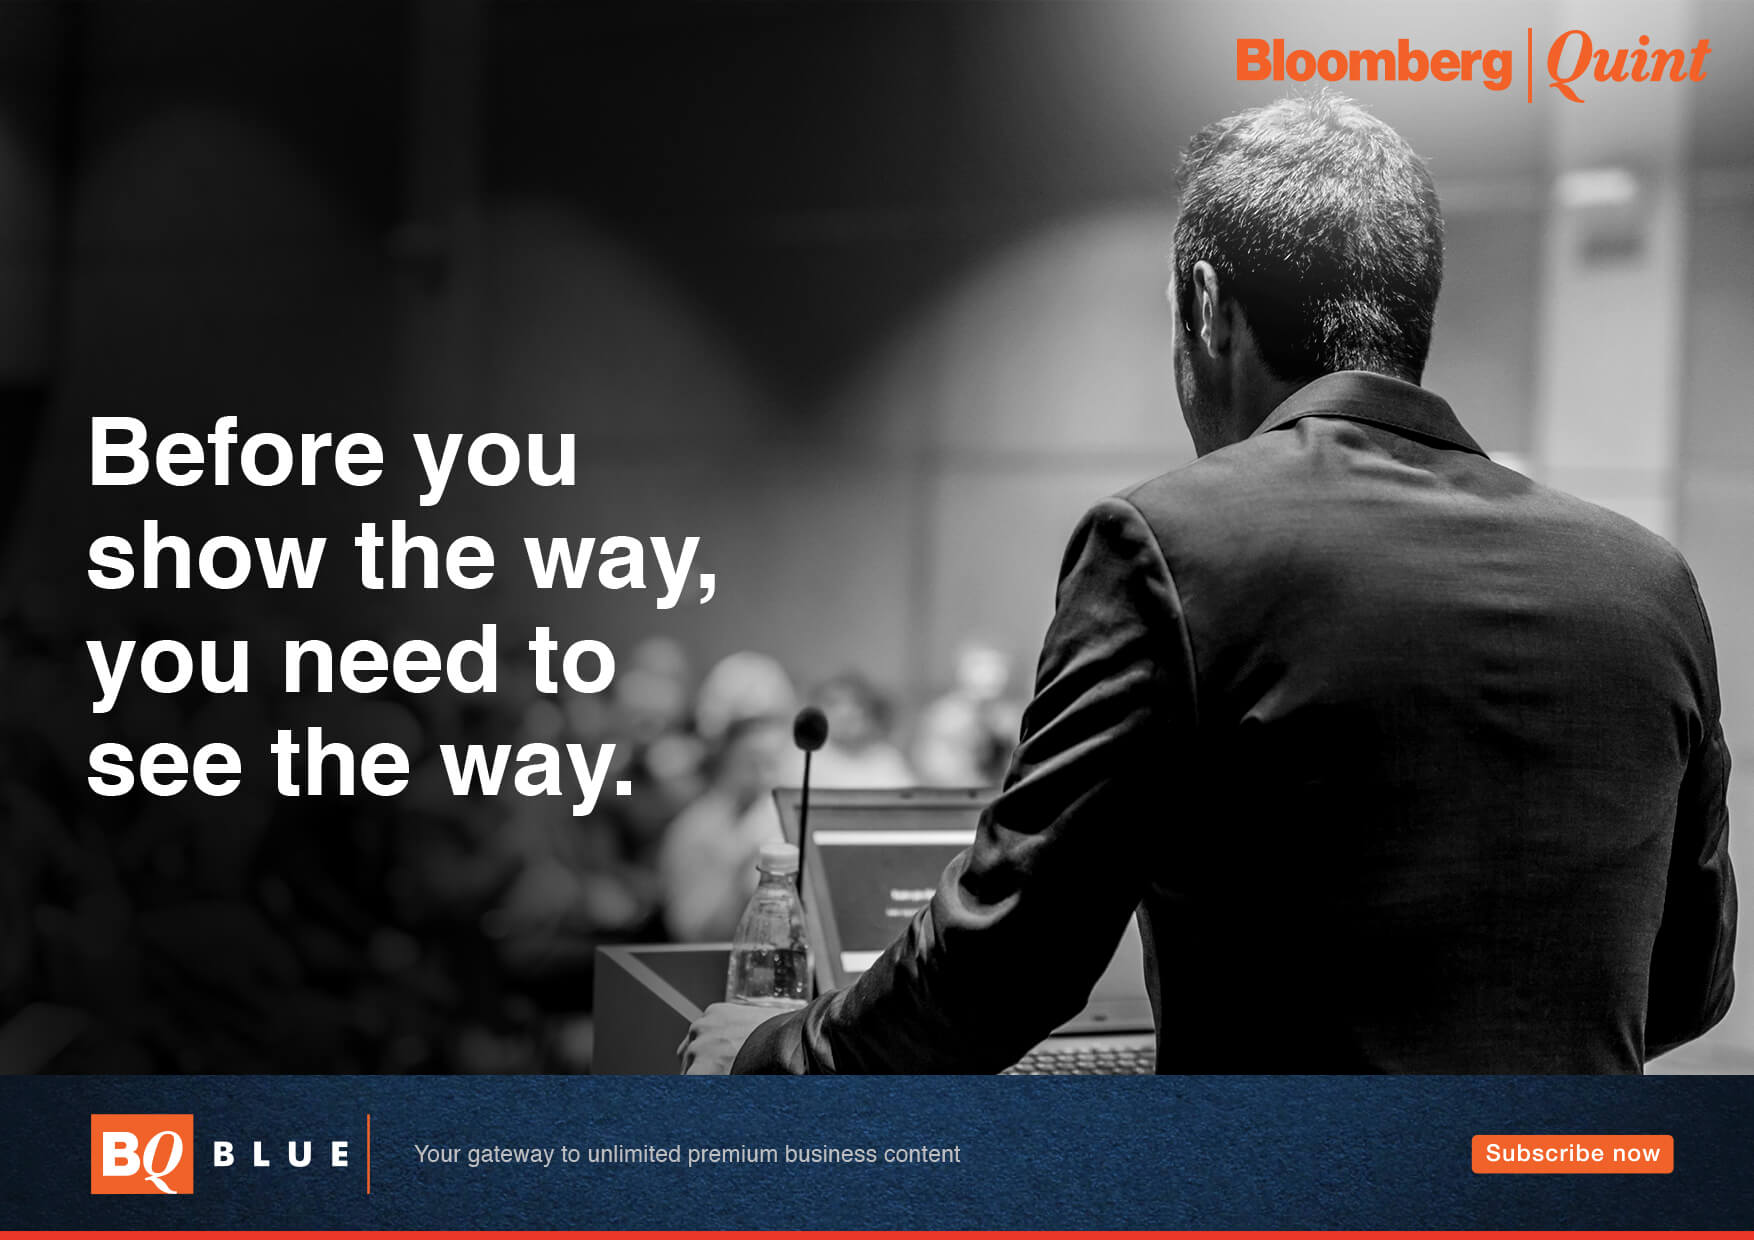 Bloomberg | Quint
Before you
show the way,
you need to
see the way.
BQ BLUE
Your gateway to unlimited premium business content
Subscribe now